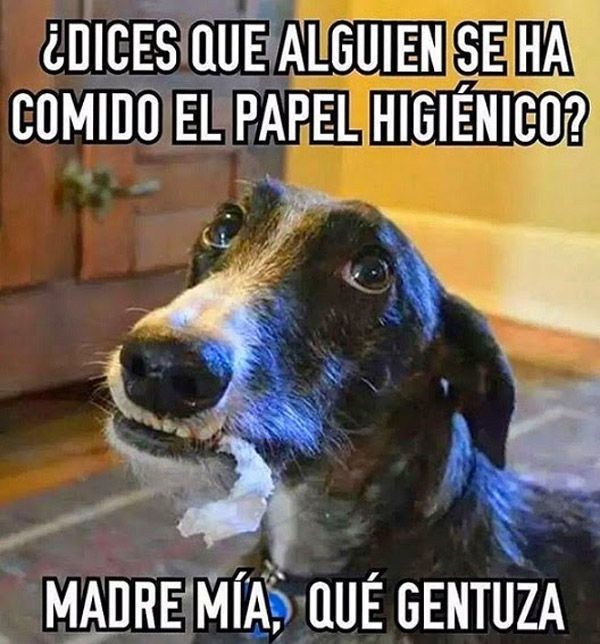 ¿DICES QUE ALGUIEN SE HA
COMIDO EL PAPEL HIGIÉNICO?
MADRE MÍA, QUÉ GENTUZA